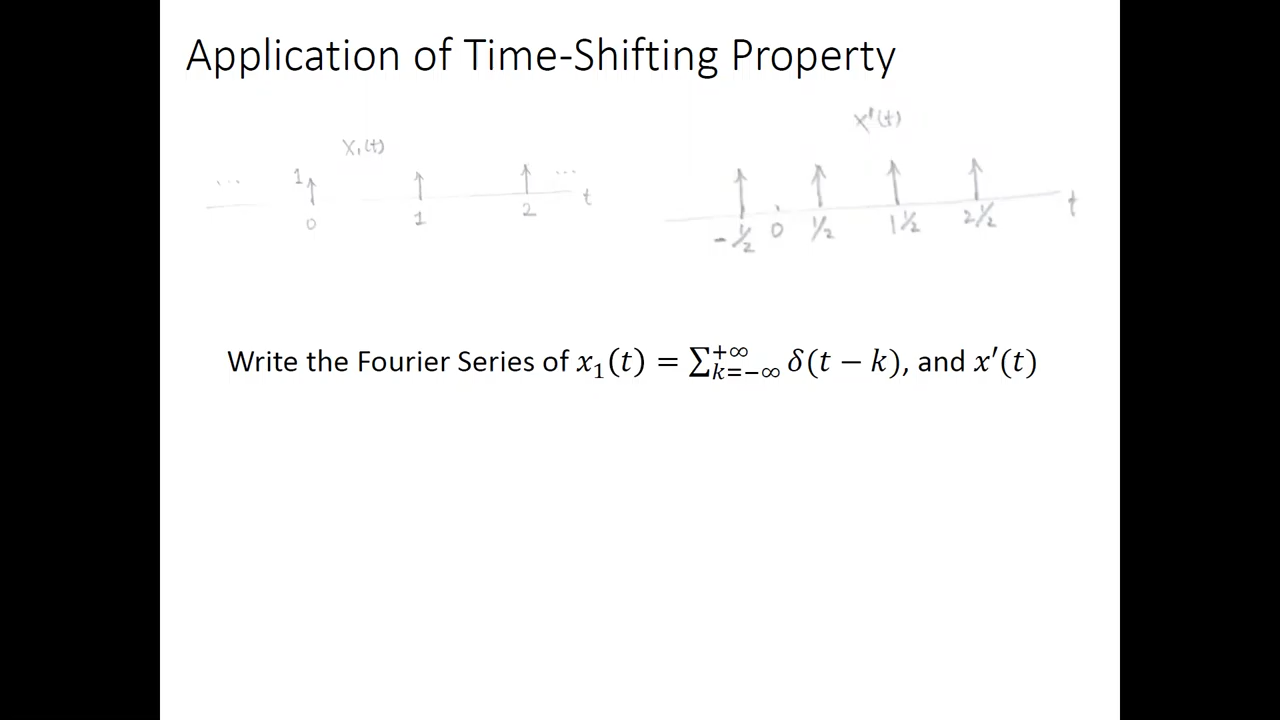 Application of Time-Shifting Property
x₁(t)
... 1 ... t
0 1 2
x'(t)
t
-½ 0 ½ 1½ 2½
Write the Fourier Series of x₁(t) = ∑_{k=−∞}^{+∞} δ(t − k), and x′(t)